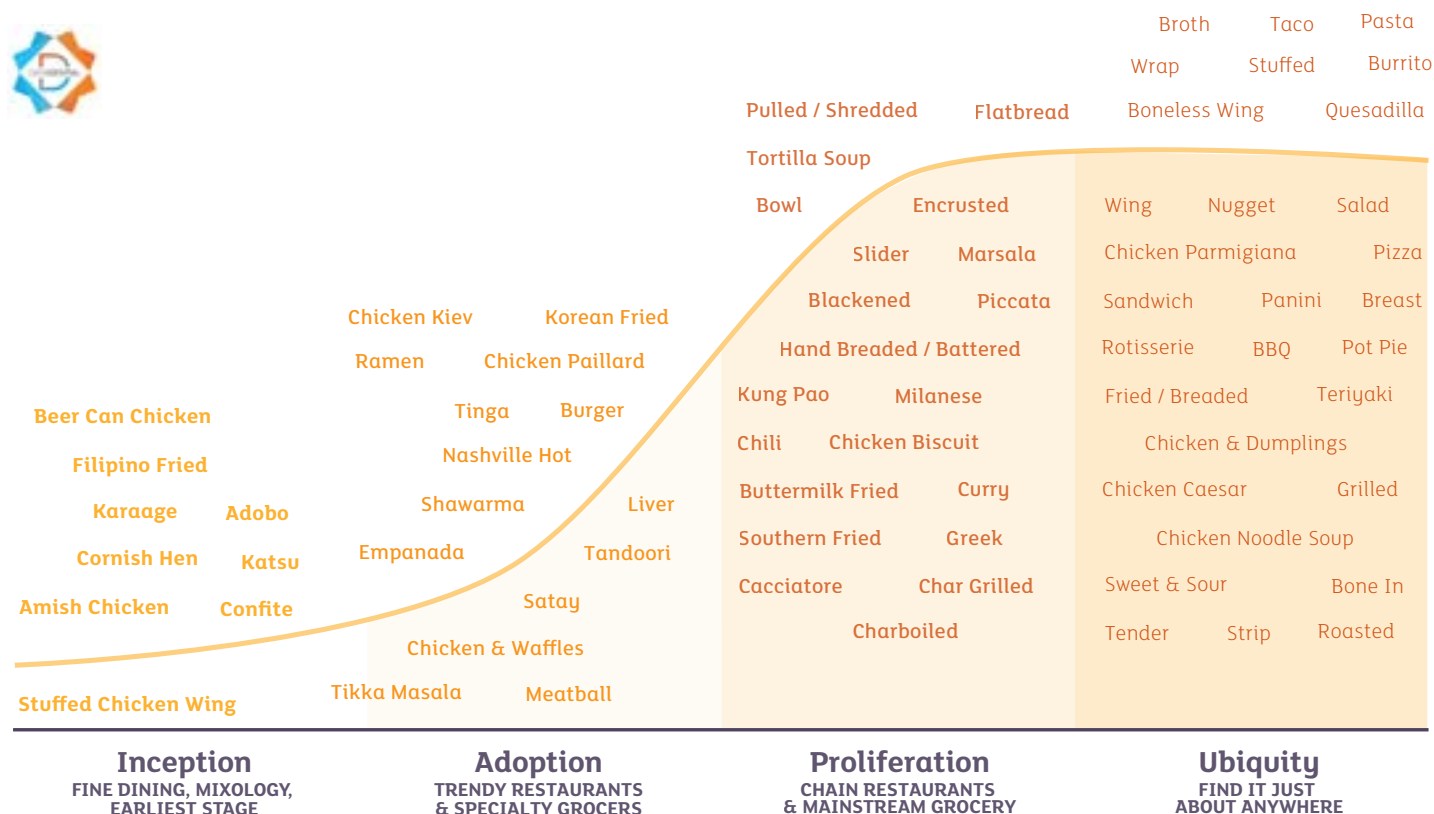 Broth Taco Pasta
Wrap Stuffed Burrito
Pulled / Shredded Flatbread Boneless Wing Quesadilla
Tortilla Soup
Bowl Encrusted Wing Nugget Salad
Slider Marsala Chicken Parmigiana Pizza
Blackened Piccata Sandwich Panini Breast
Chicken Kiev Korean Fried
Hand Breaded / Battered Rotisserie BBQ Pot Pie
Ramen Chicken Paillard
Kung Pao Milanese Fried / Breaded Teriyaki
Beer Can Chicken Tinga Burger
Chili Chicken Biscuit Chicken & Dumplings
Filipino Fried Nashville Hot
Buttermilk Fried Curry Chicken Caesar Grilled
Karaage Adobo Shawarma Liver
Southern Fried Greek Chicken Noodle Soup
Cornish Hen Katsu Empanada Tandoori
Cacciatore Char Grilled Sweet & Sour Bone In
Amish Chicken Confite Satay
Charboiled Tender Strip Roasted
Chicken & Waffles
Stuffed Chicken Wing Tikka Masala Meatball
Inception Adoption Proliferation Ubiquity
FINE DINING, MIXOLOGY, TRENDY RESTAURANTS CHAIN RESTAURANTS FIND IT JUST
EARLIEST STAGE & SPECIALTY GROCERS & MAINSTREAM GROCERY ABOUT ANYWHERE